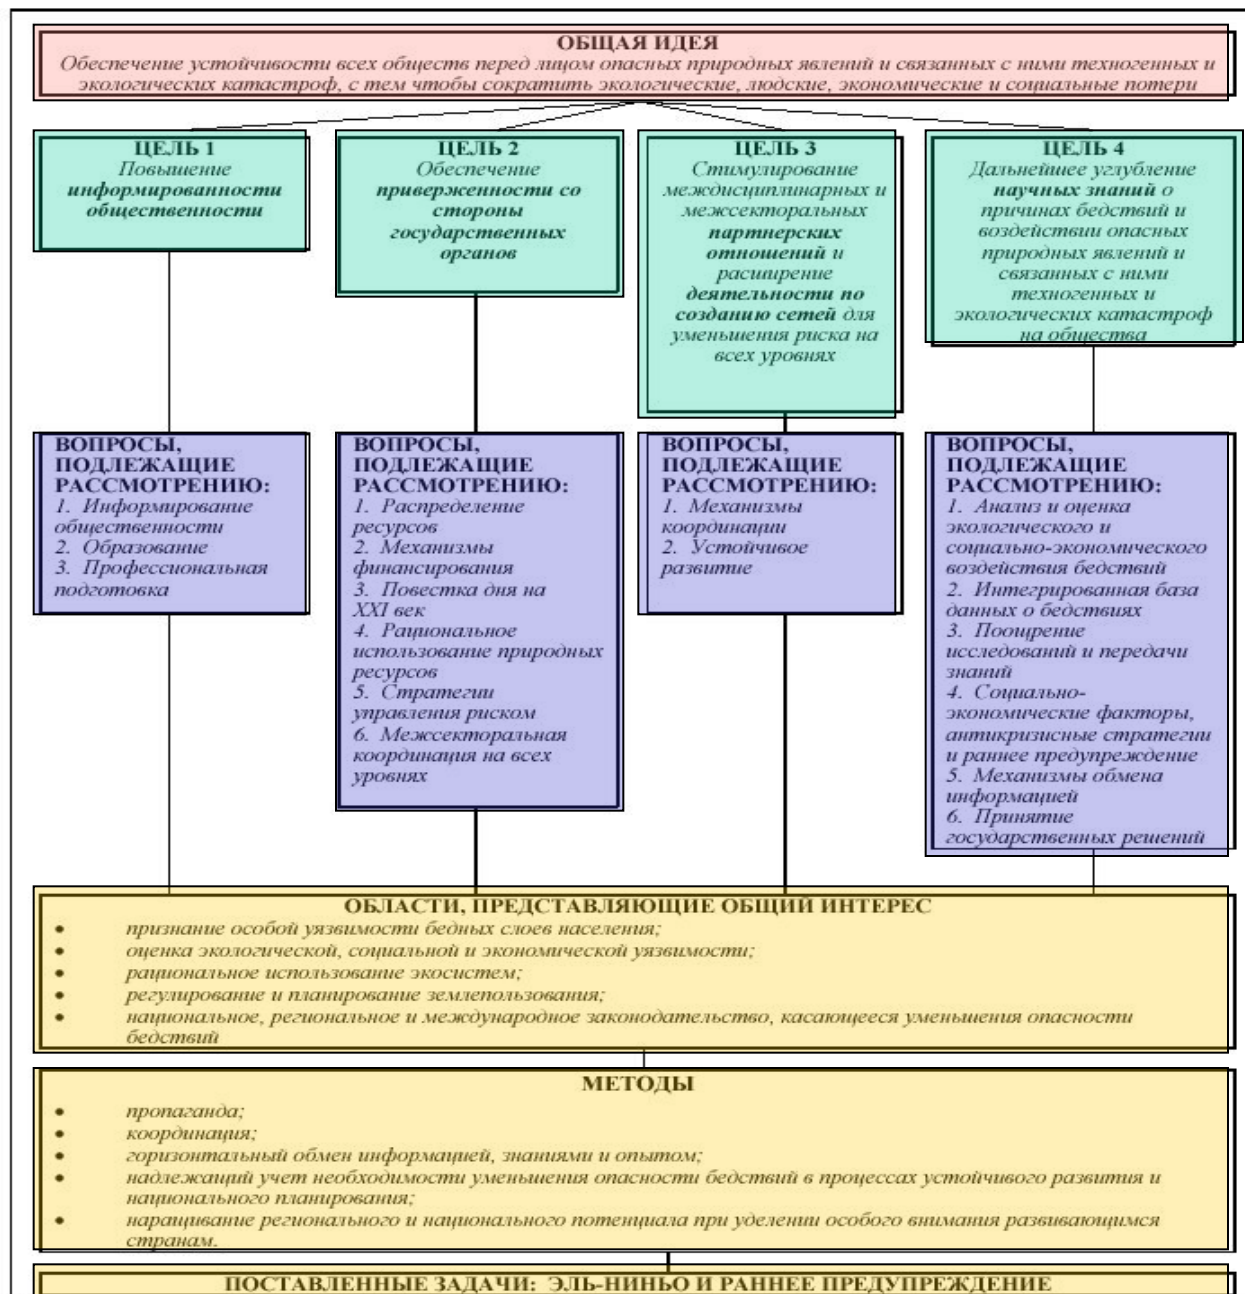 ОБЩАЯ ИДЕЯ
Обеспечение устойчивости всех обществ перед лицом опасных природных явлений и связанных с ними техногенных и
экологических катастроф, с тем чтобы сократить экологические, людские, экономические и социальные потери
ЦЕЛЬ 1
Повышение
информированности
общественности
ЦЕЛЬ 2
Обеспечение
приверженности со
стороны
государственных
органов
ЦЕЛЬ 3
Стимулирование
междисциплинарных и
межсекторальных
партнерских
отношений и
расширение
деятельности по
созданию сетей для
уменьшения риска на
всех уровнях
ЦЕЛЬ 4
Дальнейшее углубление
научных знаний о
причинах бедствий и
воздействии опасных
природных явлений и
связанных с ними
техногенных и
экологических катастроф
на общества
ВОПРОСЫ,
ПОДЛЕЖАЩИЕ
РАССМОТРЕНИЮ:
1. Информирование
общественности
2. Образование
3. Профессиональная
подготовка
ВОПРОСЫ,
ПОДЛЕЖАЩИЕ
РАССМОТРЕНИЮ:
1. Распределение
ресурсов
2. Механизмы
финансирования
3. Повестка дня на
XXI век
4. Рациональное
использование природных
ресурсов
5. Стратегии
управления риском
6. Межсекторальная
координация на всех
уровнях
ВОПРОСЫ,
ПОДЛЕЖАЩИЕ
РАССМОТРЕНИЮ:
1. Механизмы
координации
2. Устойчивое
развитие
ВОПРОСЫ,
ПОДЛЕЖАЩИЕ
РАССМОТРЕНИЮ:
1. Анализ и оценка
экологического и
социально-экономического
воздействия бедствий
2. Интегрированная база
данных о бедствиях
3. Поощрение
исследований и передачи
знаний
4. Социально-
экономические факторы,
антикризисные стратегии
и раннее предупреждение
5. Механизмы обмена
информацией
6. Принятие
государственных решений
ОБЛАСТИ, ПРЕДСТАВЛЯЮЩИЕ ОБЩИЙ ИНТЕРЕС
• признание особой уязвимости бедных слоев населения;
• оценка экологической, социальной и экономической уязвимости;
• рациональное использование экосистем;
• регулирование и планирование землепользования;
• национальное, региональное и международное законодательство, касающееся уменьшения опасности
бедствий
МЕТОДЫ
• пропаганда;
• координация;
• горизонтальный обмен информацией, знаниями и опытом;
• надлежащий учет необходимости уменьшения опасности бедствий в процессах устойчивого развития и
национального планирования;
• наращивание регионального и национального потенциала при уделении особого внимания развивающимся
странам.
ПОСТАВЛЕННЫЕ ЗАДАЧИ: ЭЛЬ-НИНЬО И РАННЕЕ ПРЕДУПРЕЖДЕНИЕ